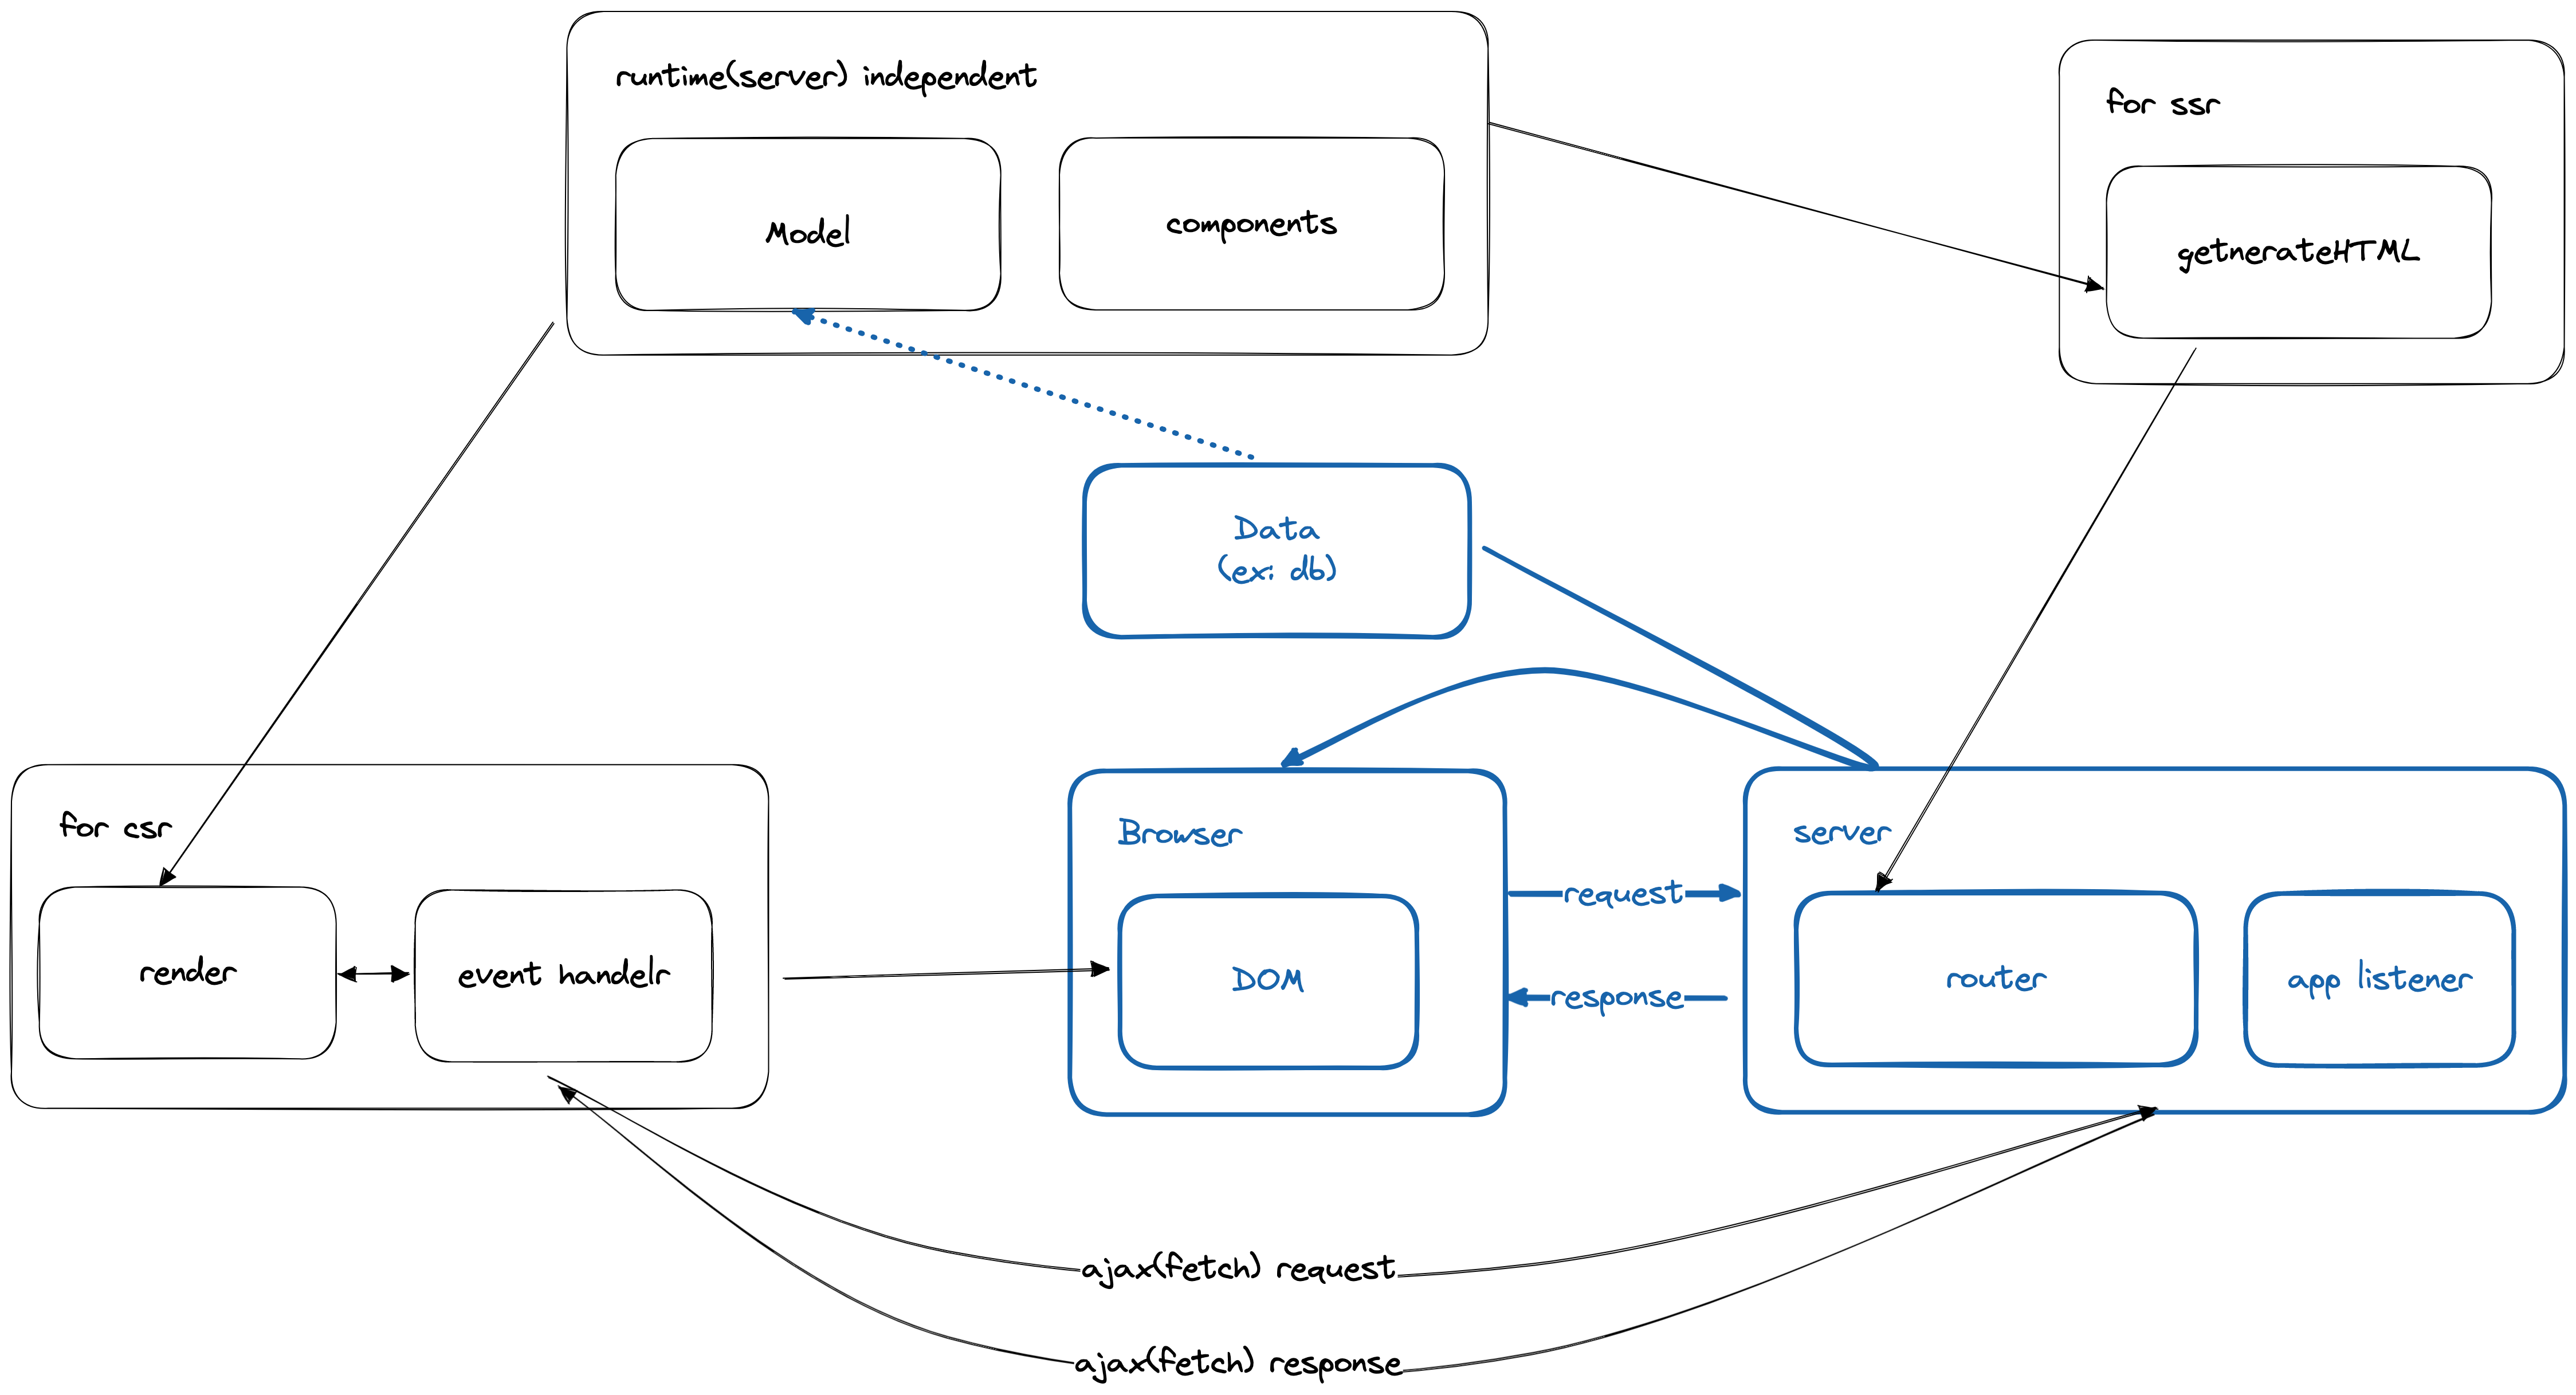 runtime(server) independent
Model
components
for ssr
getnerateHTML
Data
(ex: db)
for csr
render
event handelr
Browser
DOM
request
response
server
router
app listener
ajax(fetch) request
ajax(fetch) response